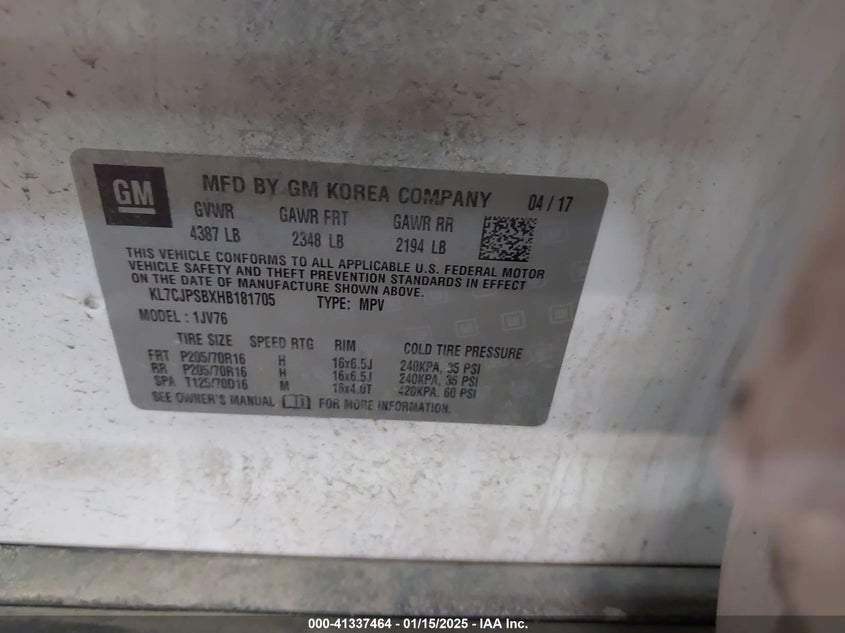 GM
MFD BY GM KOREA COMPANY 04 / 17
GVWR GAWR FRT GAWR RR
4387 LB 2348 LB 2194 LB
THIS VEHICLE CONFORMS TO ALL APPLICABLE U.S. FEDERAL MOTOR
VEHICLE SAFETY AND THEFT PREVENTION STANDARDS IN EFFECT
ON THE DATE OF MANUFACTURE SHOWN ABOVE.
KL7CJPSBXHB181705 TYPE: MPV
MODEL : 1JV76
TIRE SIZE SPEED RTG RIM COLD TIRE PRESSURE
FRT P205/70R16 H 16x6.5J 240KPA, 35 PSI
RR P205/70R16 H 16x6.5J 240KPA, 35 PSI
SPA T125/70D16 M 16x4.0T 420KPA, 60 PSI
SEE OWNER'S MANUAL FOR MORE INFORMATION.
000-41337464 — 01/15/2025 — IAA Inc.